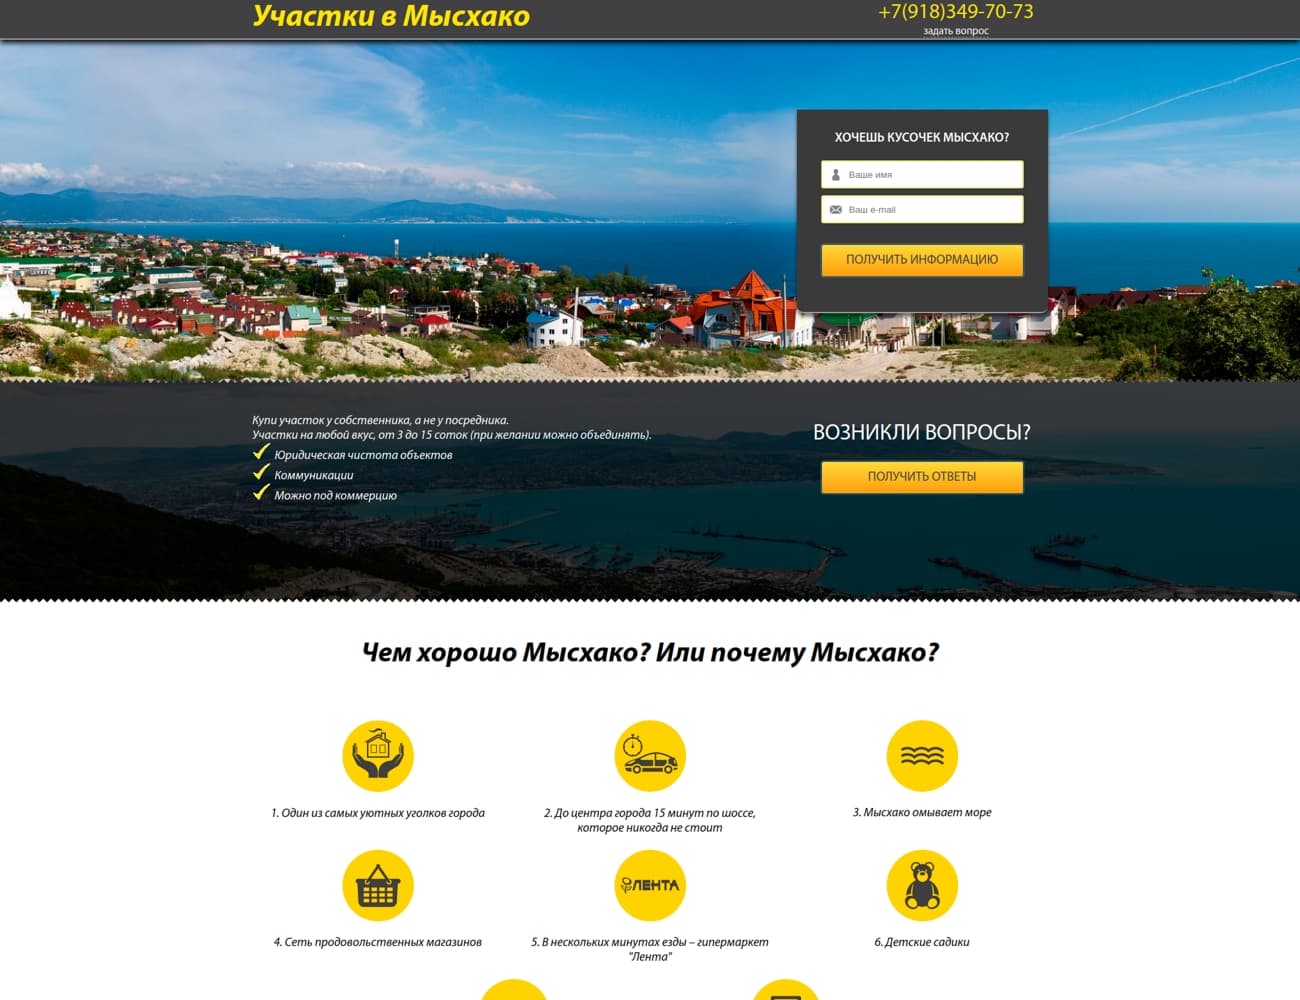 Участки в Мысхако
+7(918)349-70-73
задать вопрос
ХОЧЕШЬ КУСОЧЕК МЫСХАКО?
Ваше имя
Ваш e-mail
ПОЛУЧИТЬ ИНФОРМАЦИЮ
Купи участок у собственника, а не у посредника.
Участки на любой вкус, от 3 до 15 соток (при желании можно объединять).
Юридическая чистота объектов
Коммуникации
Можно под коммерцию
ВОЗНИКЛИ ВОПРОСЫ?
ПОЛУЧИТЬ ОТВЕТЫ
Чем хорошо Мысхако? Или почему Мысхако?
1. Один из самых уютных уголков города
2. До центра города 15 минут по шоссе,
которое никогда не стоит
3. Мысхако омывает море
ЛЕНТА
4. Сеть продовольственных магазинов
5. В нескольких минутах езды – гипермаркет
"Лента"
6. Детские садики